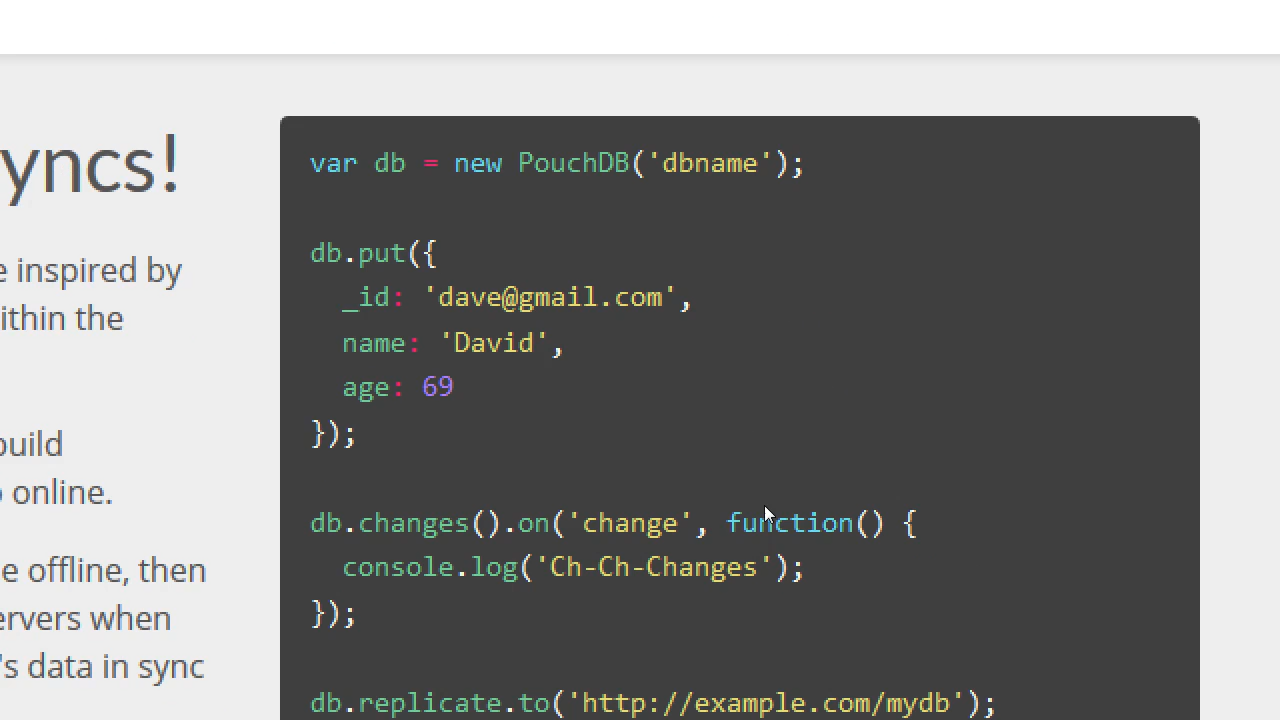 yncs!
e inspired by
ithin the
build
online.
e offline, then
ervers when
's data in sync
var db = new PouchDB('dbname');
db.put({
  _id: 'dave@gmail.com',
  name: 'David',
  age: 69
});
db.changes().on('change', function() {
  console.log('Ch-Ch-Changes');
});
db.replicate.to('http://example.com/mydb');